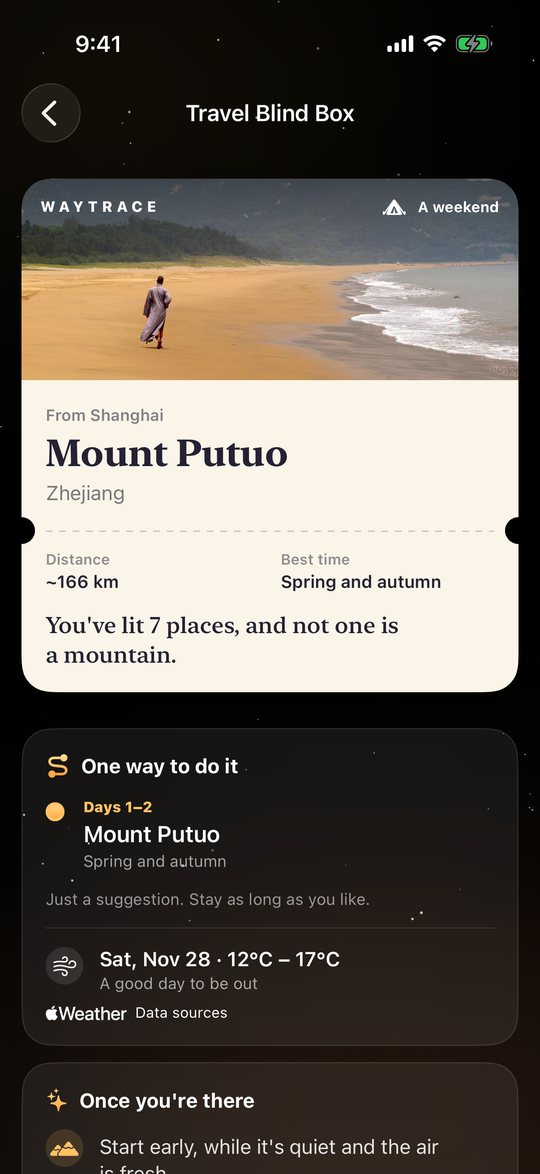 9:41
Travel Blind Box
WAYTRACE
A weekend
From Shanghai
Mount Putuo
Zhejiang
Distance
~166 km
Best time
Spring and autumn
You've lit 7 places, and not one is
a mountain.
One way to do it
Days 1–2
Mount Putuo
Spring and autumn
Just a suggestion. Stay as long as you like.
Sat, Nov 28 · 12°C – 17°C
A good day to be out
Weather Data sources
Once you're there
Start early, while it's quiet and the air
is fresh